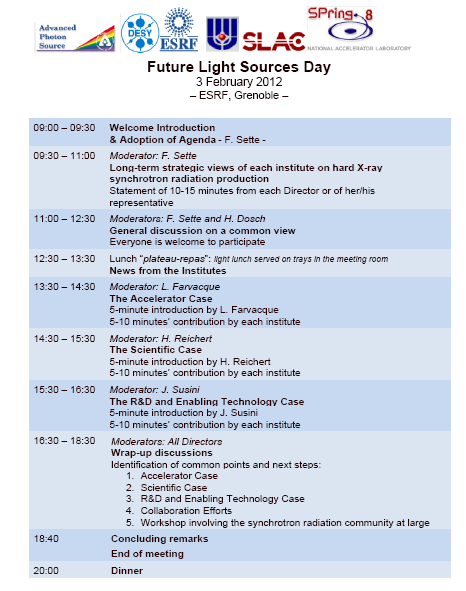 Advanced
Photon
Source
DESY
ESRF
SLAC
NATIONAL ACCELERATOR LABORATORY
SPring-8
Future Light Sources Day
3 February 2012
– ESRF, Grenoble –
09:00 – 09:30 Welcome Introduction
& Adoption of Agenda - F. Sette -
09:30 – 11:00 Moderator: F. Sette
Long-term strategic views of each institute on hard X-ray
synchrotron radiation production
Statement of 10-15 minutes from each Director or of her/his
representative
11:00 – 12:30 Moderators: F. Sette and H. Dosch
General discussion on a common view
Everyone is welcome to participate
12:30 – 13:30 Lunch "plateau-repas": light lunch served on trays in the meeting room
News from the Institutes
13:30 – 14:30 Moderator: L. Farvacque
The Accelerator Case
5-minute introduction by L. Farvacque
5-10 minutes' contribution by each institute
14:30 – 15:30 Moderator: H. Reichert
The Scientific Case
5-minute introduction by H. Reichert
5-10 minutes' contribution by each institute
15:30 – 16:30 Moderator: J. Susini
The R&D and Enabling Technology Case
5-minute introduction by J. Susini
5-10 minutes' contribution by each institute
16:30 – 18:30 Moderators: All Directors
Wrap-up discussions
Identification of common points and next steps:
1. Accelerator Case
2. Scientific Case
3. R&D and Enabling Technology Case
4. Collaboration Efforts
5. Workshop involving the synchrotron radiation community at large
18:40 Concluding remarks
End of meeting
20:00 Dinner